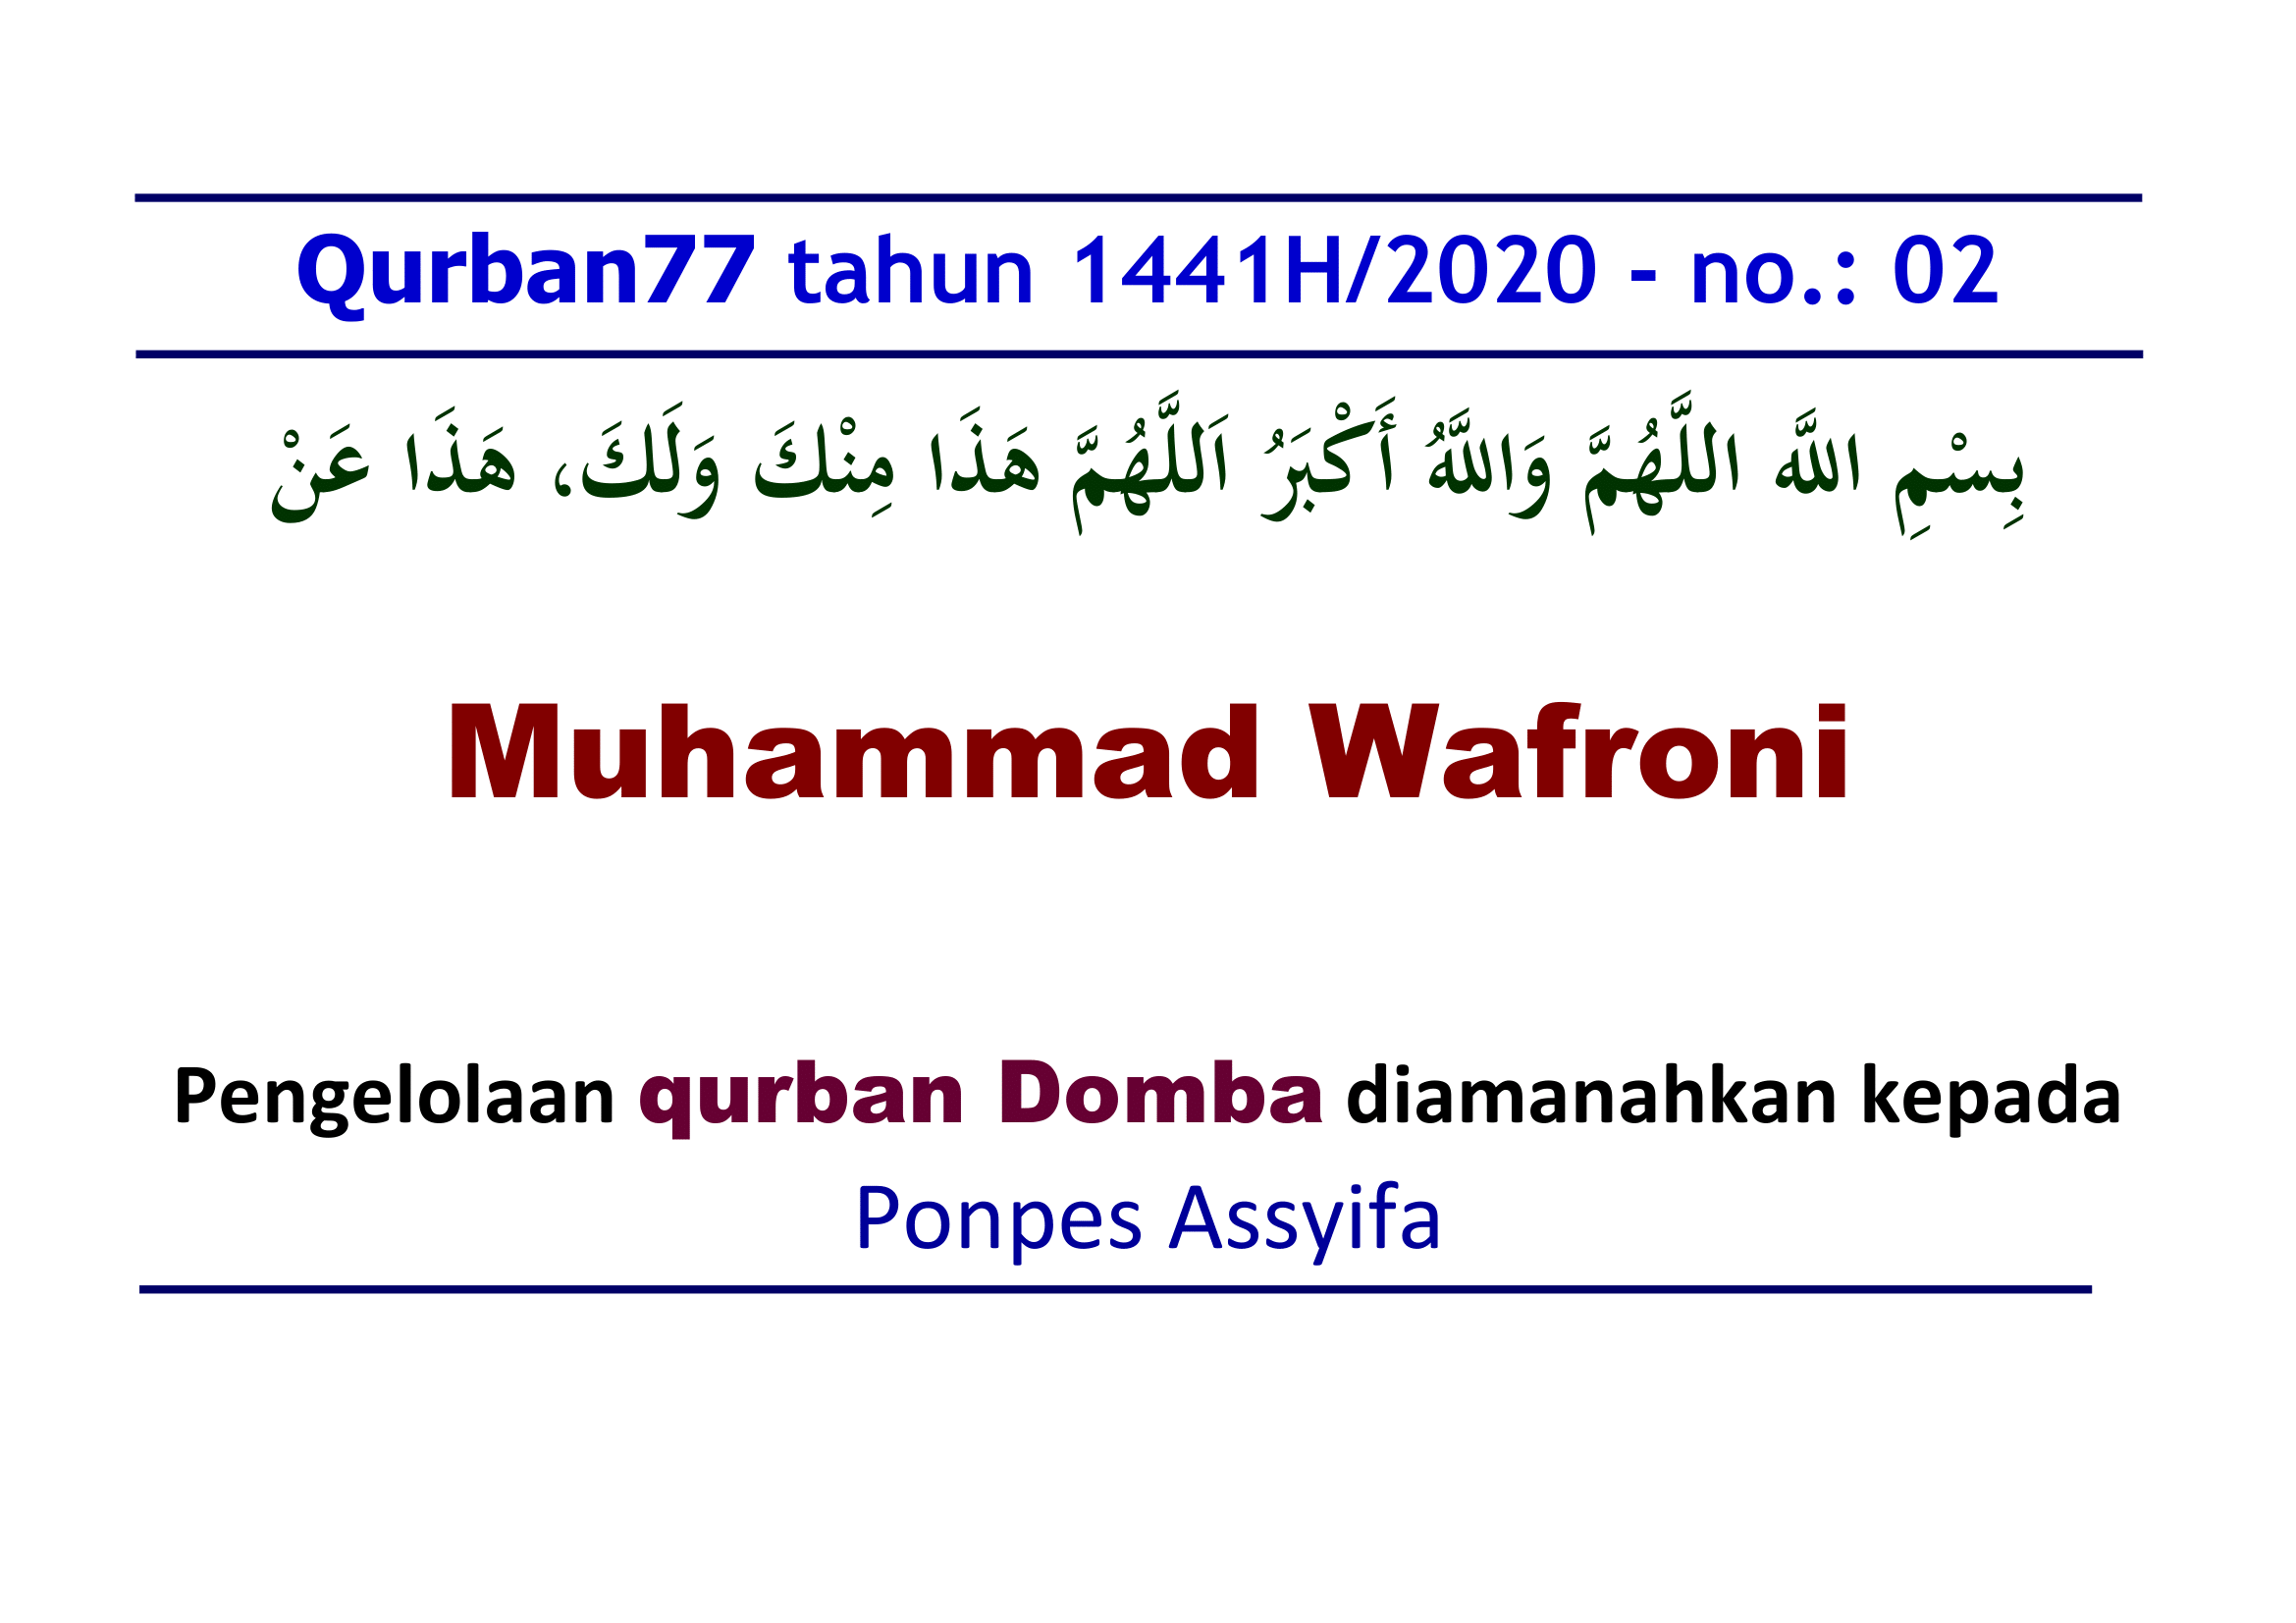 Qurban77 tahun 1441H/2020 - no.: 02
بِسْمِ اللَّه اَللَّهُمَّ وَاللَّهُ أَكْبَرُ اَللَّهُمَّ هَذَا مِنْكَ وَلَكَ، هَذَا عَنْ
Muhammad Wafroni
Pengelolaan qurban Domba diamanahkan kepada
Ponpes Assyifa